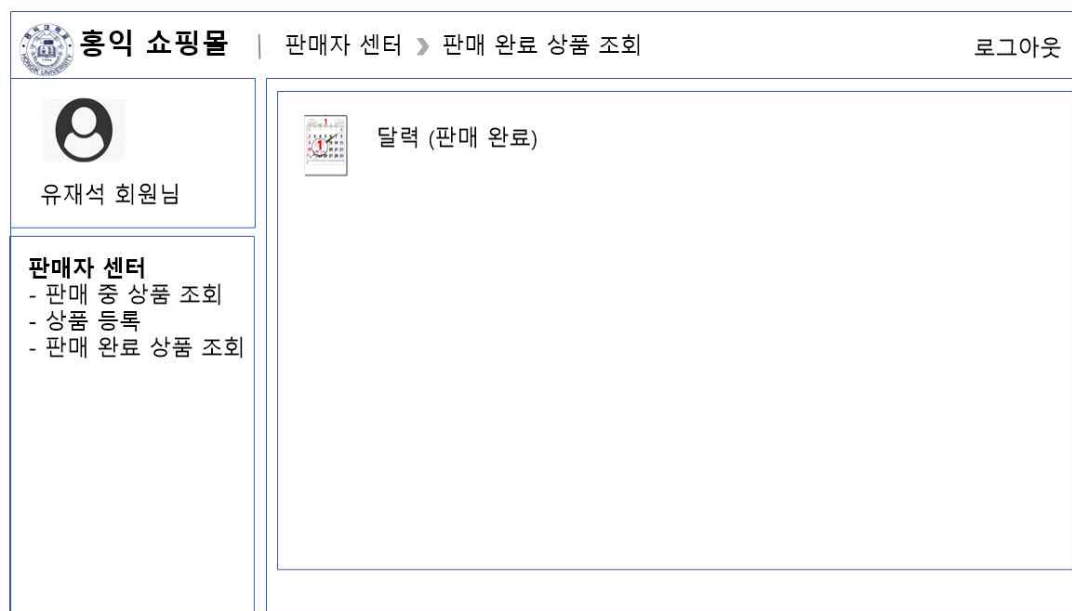 홍익 쇼핑몰 | 판매자 센터 》 판매 완료 상품 조회 로그아웃
유재석 회원님
달력 (판매 완료)
판매자 센터
- 판매 중 상품 조회
- 상품 등록
- 판매 완료 상품 조회